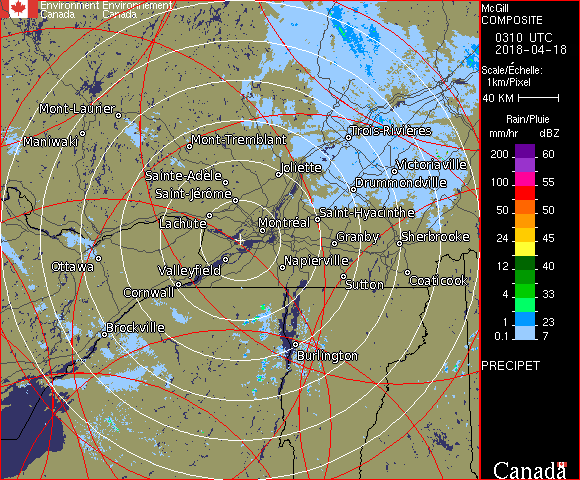 Environment Environnement
Canada Canada
McGill
COMPOSITE
0310 UTC
2018-04-18
Scale/Échelle:
1km/Pixel
40 KM
Rain/Pluie
mm/hr dBZ
200 60
150 57
100 55
50 50
24 45
12 40
4 33
1 23
0.1 7
PRECIPET
Canada
Mont-Laurier
Maniwaki
Mont-Tremblant
Trois-Rivières
Joliette
Victoriaville
Sainte-Adèle
Drummondville
Saint-Jérôme
Lachute
Saint-Hyacinthe
Montréal
Granby
Sherbrooke
Ottawa
Valleyfield
Napierville
Cornwall
Sutton
Coaticook
Brockville
Burlington